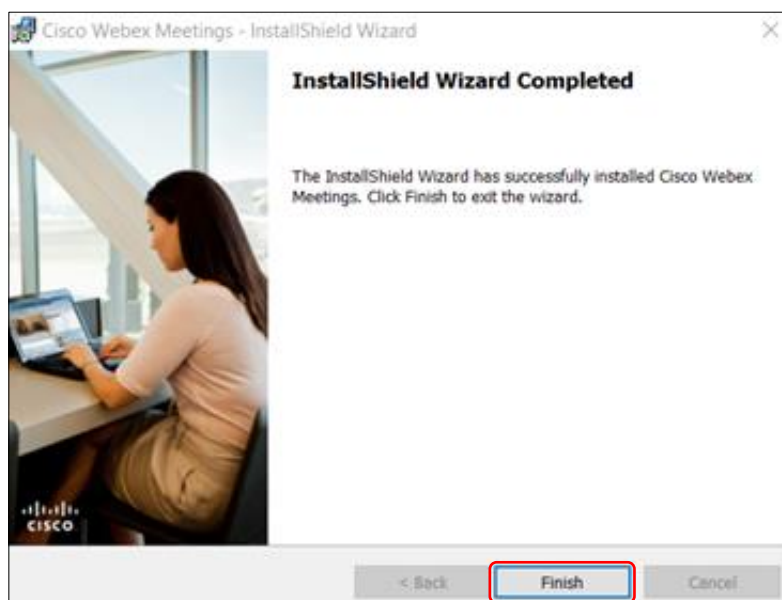 Cisco Webex Meetings - InstallShield Wizard
InstallShield Wizard Completed
The InstallShield Wizard has successfully installed Cisco Webex
Meetings. Click Finish to exit the wizard.
CISCO
< Back
Finish
Cancel